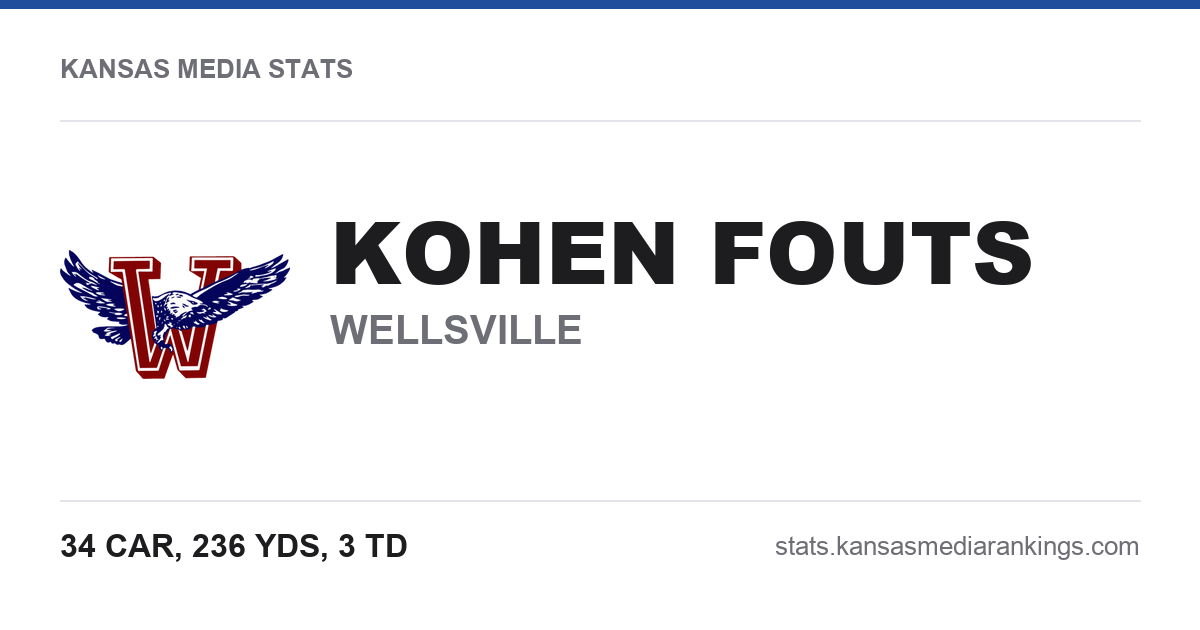 KANSAS MEDIA STATS
W
KOHEN FOUTS
WELLSVILLE
34 CAR, 236 YDS, 3 TD
stats.kansasmediarankings.com